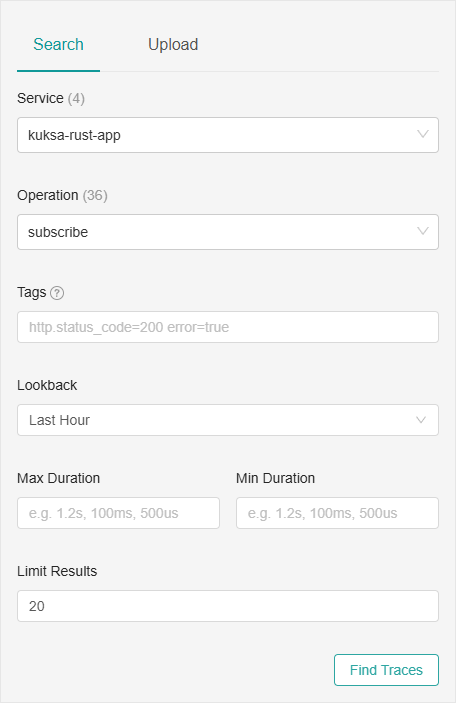 Search Upload
Service (4)
kuksa-rust-app
Operation (36)
subscribe
Tags ?
http.status_code=200 error=true
Lookback
Last Hour
Max Duration Min Duration
e.g. 1.2s, 100ms, 500us e.g. 1.2s, 100ms, 500us
Limit Results
20
Find Traces